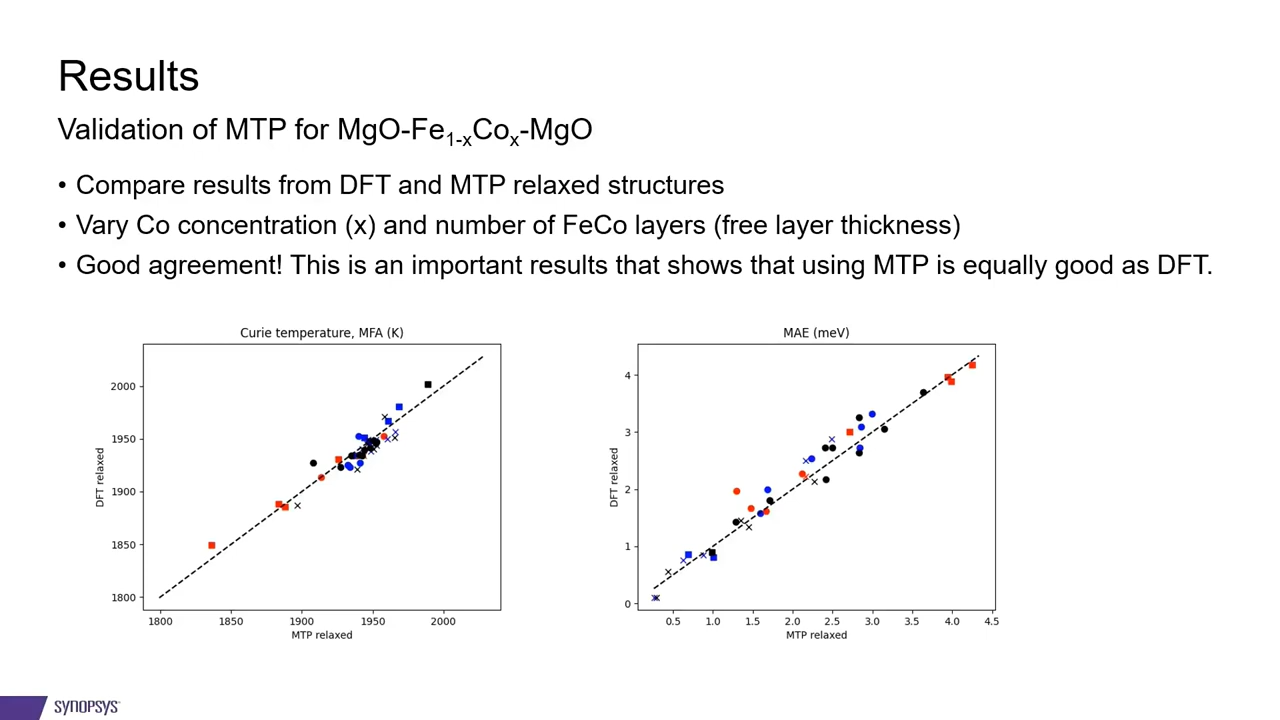 Results
Validation of MTP for MgO-Fe1-xCox-MgO
• Compare results from DFT and MTP relaxed structures
• Vary Co concentration (x) and number of FeCo layers (free layer thickness)
• Good agreement! This is an important results that shows that using MTP is equally good as DFT.
Curie temperature, MFA (K)
2000
1950
1900
1850
1800
DFT relaxed
1800 1850 1900 1950 2000
MTP relaxed
MAE (meV)
4
3
2
1
0
DFT relaxed
0.5 1.0 1.5 2.0 2.5 3.0 3.5 4.0 4.5
MTP relaxed
SYNOPSYS